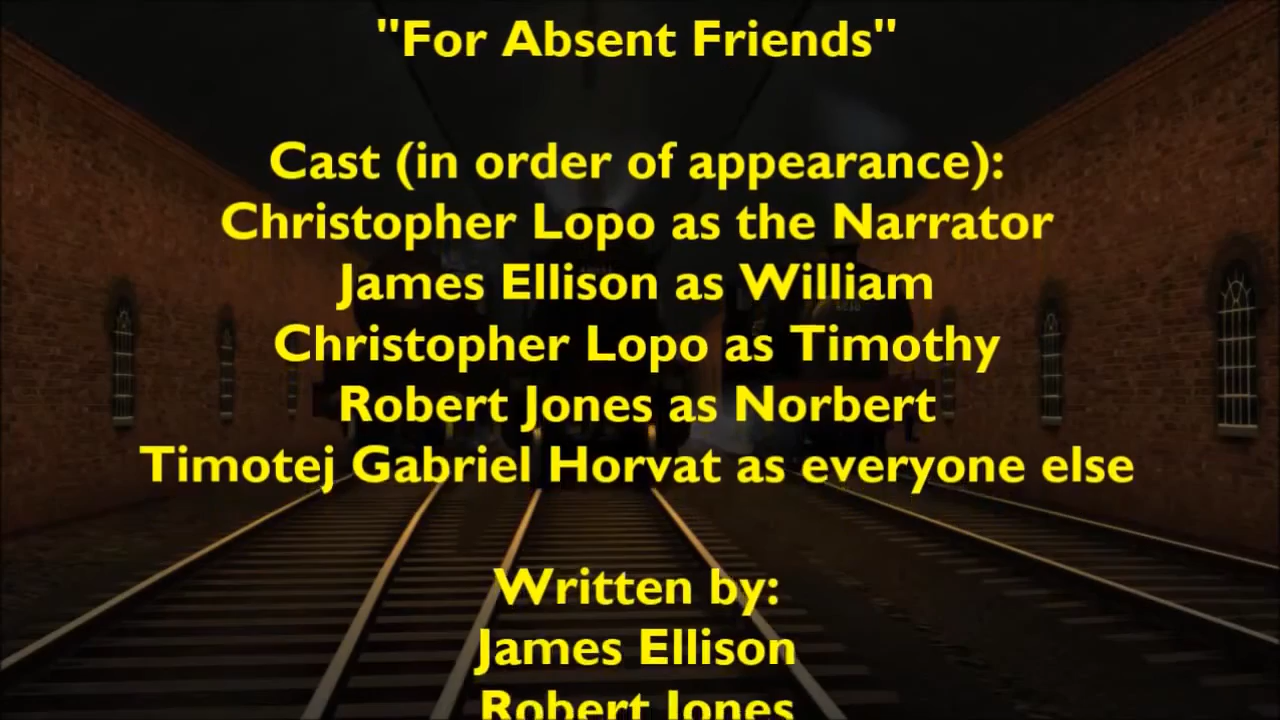 "For Absent Friends"
Cast (in order of appearance):
Christopher Lopo as the Narrator
James Ellison as William
Christopher Lopo as Timothy
Robert Jones as Norbert
Timotej Gabriel Horvat as everyone else
Written by:
James Ellison
Robert Jones